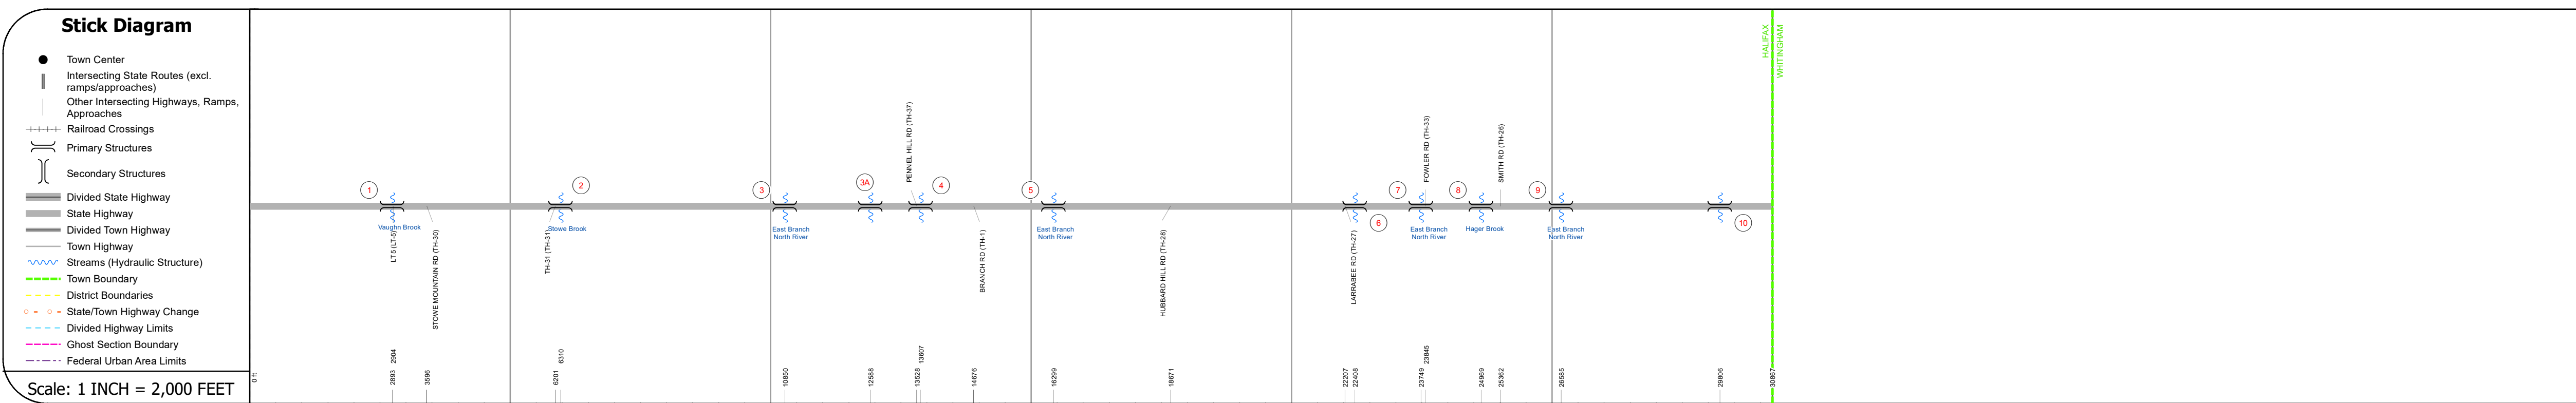 Stick Diagram
Town Center
Intersecting State Routes (excl.
ramps/approaches)
Other Intersecting Highways, Ramps,
Approaches
Railroad Crossings
Primary Structures
Secondary Structures
Divided State Highway
State Highway
Divided Town Highway
Town Highway
Streams (Hydraulic Structure)
Town Boundary
District Boundaries
State/Town Highway Change
Divided Highway Limits
Ghost Section Boundary
Federal Urban Area Limits
Scale: 1 INCH = 2,000 FEET
HALIFAX
WHITINGHAM
PENNEL HILL RD (TH-37)
FOWLER RD (TH-33)
SMITH RD (TH-26)
1
2
3
3A
4
5
6
7
8
9
10
Vaughn Brook
Stowe Brook
East Branch
North River
East Branch
North River
East Branch
North River
Hager Brook
East Branch
North River
LT 5 (LT-5)
STOWE MOUNTAIN RD (TH-30)
TH-31 (TH-31)
BRANCH RD (TH-1)
HUBBARD HILL RD (TH-28)
LARRABEE RD (TH-27)
0 ft
2893
2904
3596
6201
6310
10850
12588
13528
13607
14676
16299
18671
22207
22408
23749
23845
24969
25362
26585
29806
30867